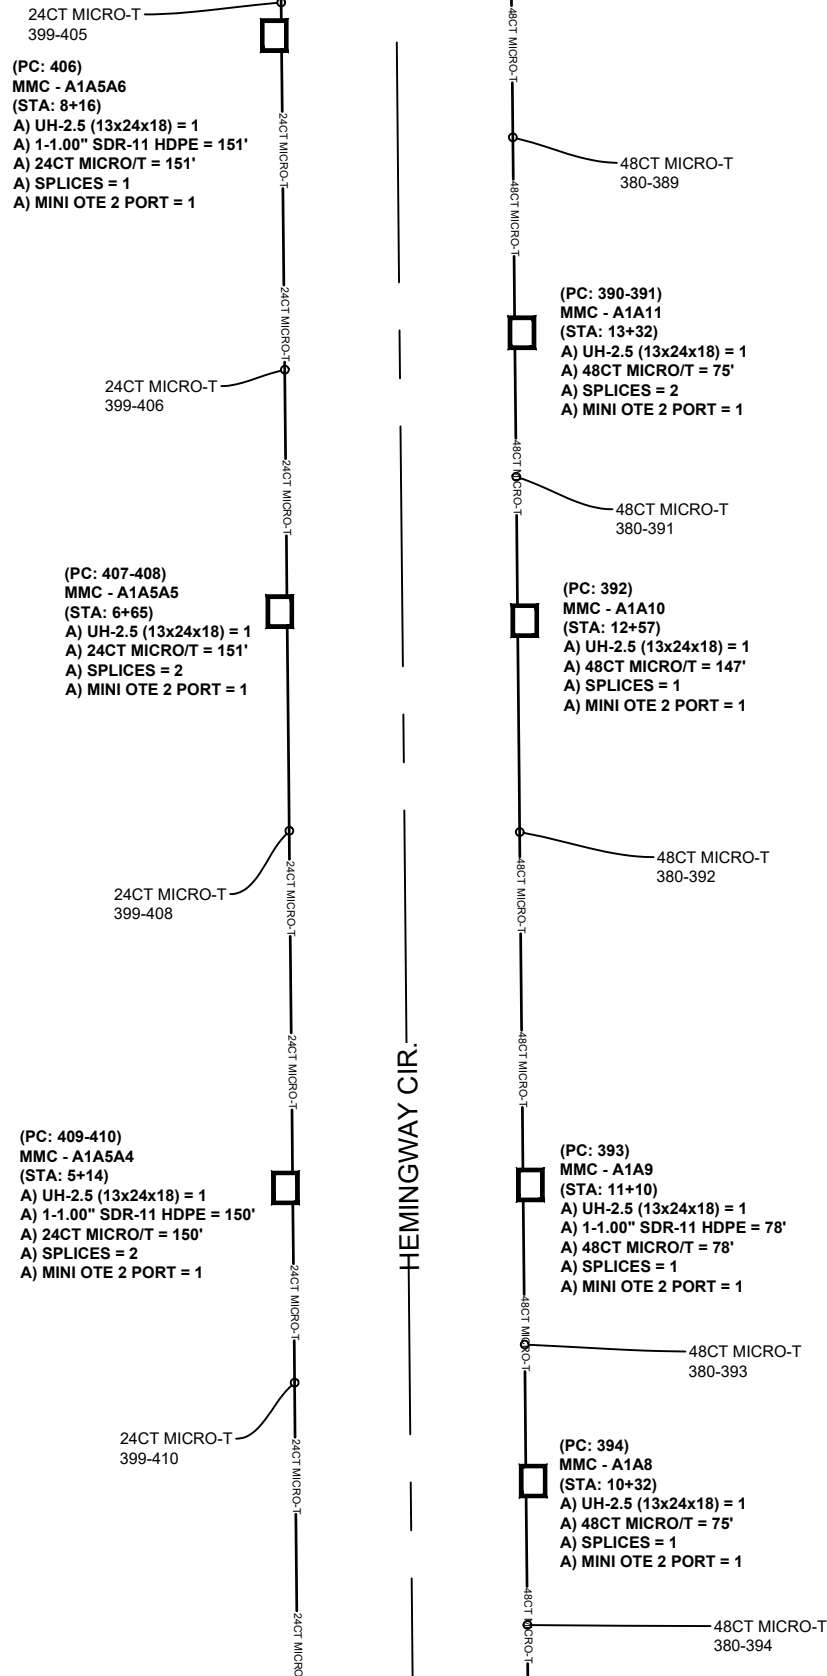 24CT MICRO-T
399-405
(PC: 406)
MMC - A1A5A6
(STA: 8+16)
A) UH-2.5 (13x24x18) = 1
A) 1-1.00" SDR-11 HDPE = 151'
A) 24CT MICRO/T = 151'
A) SPLICES = 1
A) MINI OTE 2 PORT = 1
24CT MICRO-T
24CT MICRO-T
24CT MICRO-T
399-406
24CT MICRO-T
(PC: 407-408)
MMC - A1A5A5
(STA: 6+65)
A) UH-2.5 (13x24x18) = 1
A) 24CT MICRO/T = 151'
A) SPLICES = 2
A) MINI OTE 2 PORT = 1
24CT MICRO-T
399-408
24CT MICRO-T
24CT MICRO-T
(PC: 409-410)
MMC - A1A5A4
(STA: 5+14)
A) UH-2.5 (13x24x18) = 1
A) 1-1.00" SDR-11 HDPE = 150'
A) 24CT MICRO/T = 150'
A) SPLICES = 2
A) MINI OTE 2 PORT = 1
24CT MICRO-T
24CT MICRO-T
399-410
24CT MICRO-T
24CT MICRO
HEMINGWAY CIR.
48CT MICRO-T
48CT MICRO-T
380-389
48CT MICRO-T
(PC: 390-391)
MMC - A1A11
(STA: 13+32)
A) UH-2.5 (13x24x18) = 1
A) 48CT MICRO/T = 75'
A) SPLICES = 2
A) MINI OTE 2 PORT = 1
48CT MICRO-T
48CT MICRO-T
380-391
(PC: 392)
MMC - A1A10
(STA: 12+57)
A) UH-2.5 (13x24x18) = 1
A) 48CT MICRO/T = 147'
A) SPLICES = 1
A) MINI OTE 2 PORT = 1
48CT MICRO-T
380-392
48CT MICRO-T
48CT MICRO-T
(PC: 393)
MMC - A1A9
(STA: 11+10)
A) UH-2.5 (13x24x18) = 1
A) 1-1.00" SDR-11 HDPE = 78'
A) 48CT MICRO/T = 78'
A) SPLICES = 1
A) MINI OTE 2 PORT = 1
48CT MICRO-T
48CT MICRO-T
380-393
(PC: 394)
MMC - A1A8
(STA: 10+32)
A) UH-2.5 (13x24x18) = 1
A) 48CT MICRO/T = 75'
A) SPLICES = 1
A) MINI OTE 2 PORT = 1
48CT MICRO-T
48CT MICRO-T
380-394